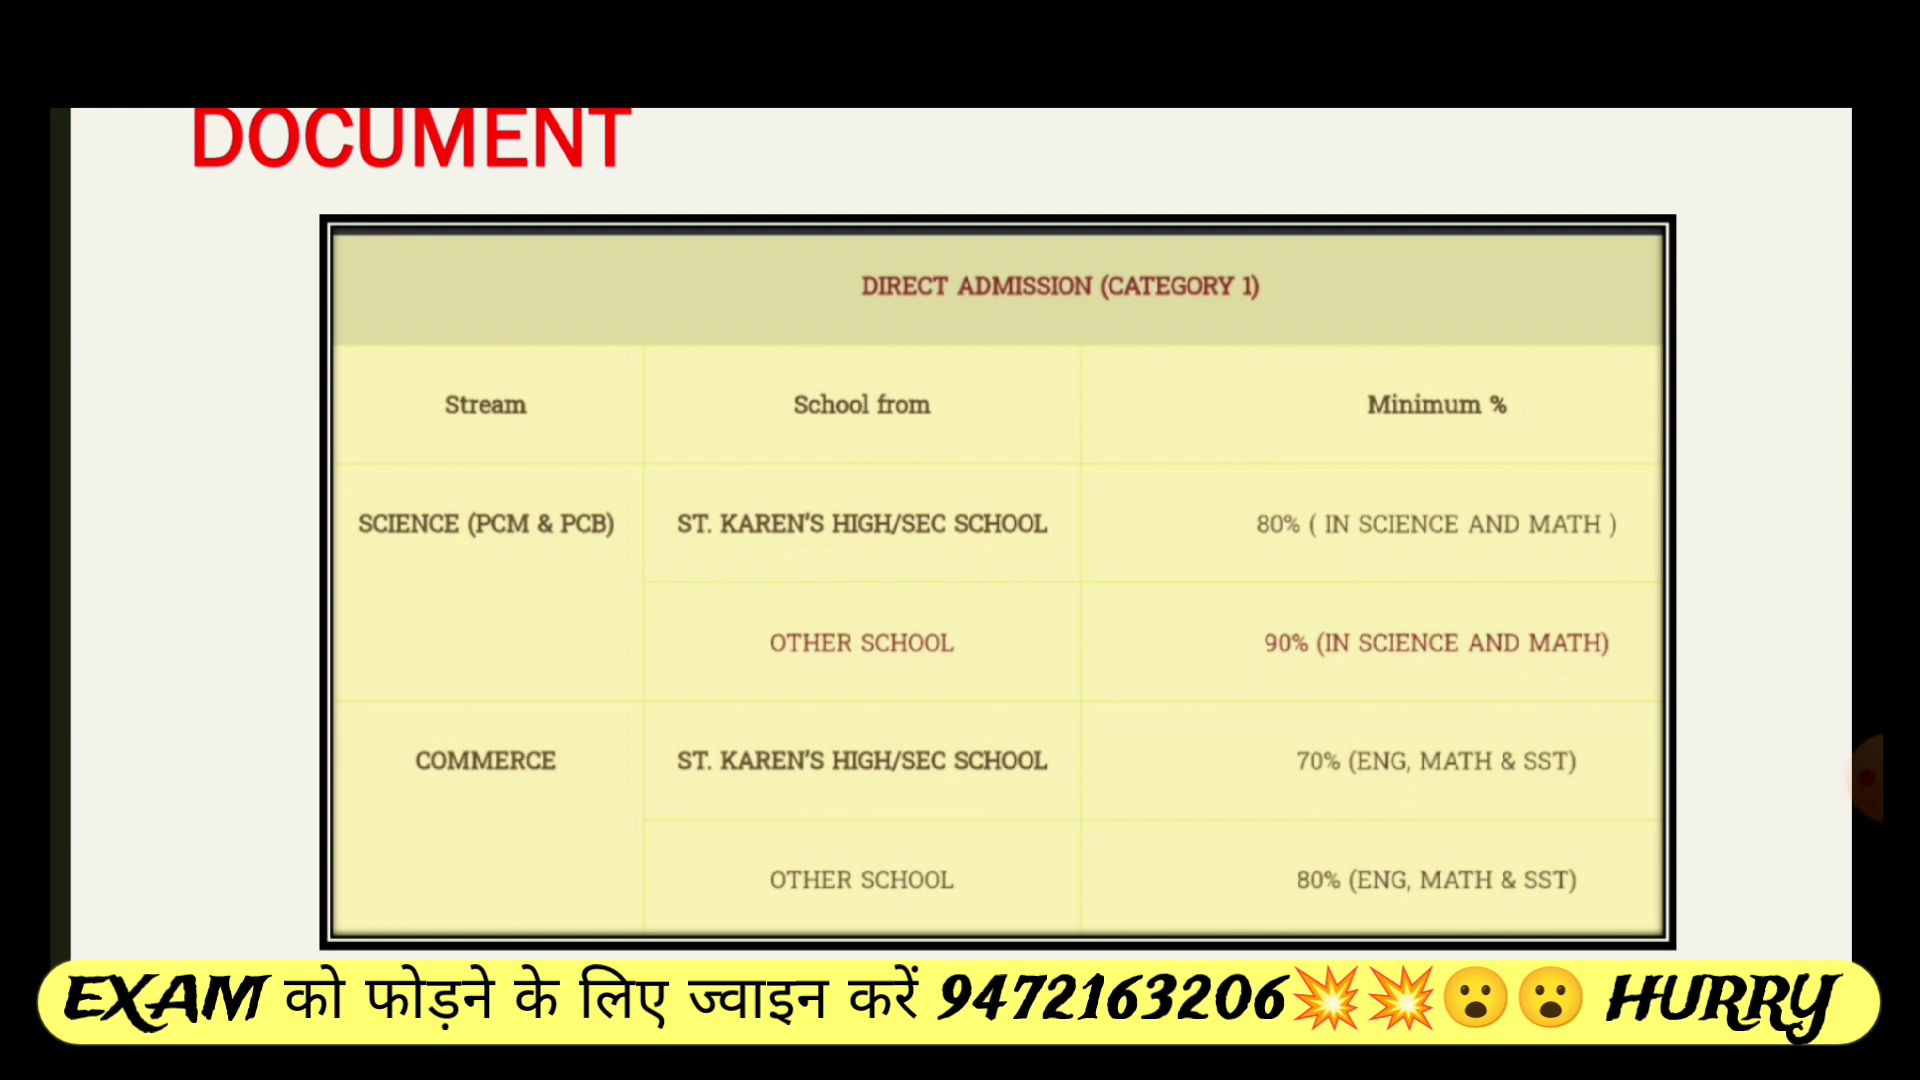 DOCUMENT
DIRECT ADMISSION (CATEGORY 1)
Stream School from Minimum %
SCIENCE (PCM & PCB) ST. KAREN'S HIGH/SEC SCHOOL 80% ( IN SCIENCE AND MATH )
OTHER SCHOOL 90% (IN SCIENCE AND MATH)
COMMERCE ST. KAREN'S HIGH/SEC SCHOOL 70% (ENG, MATH & SST)
OTHER SCHOOL 80% (ENG, MATH & SST)
EXAM को फोड़ने के लिए ज्वाइन करें 9472163206💥💥😮😮 HURRY